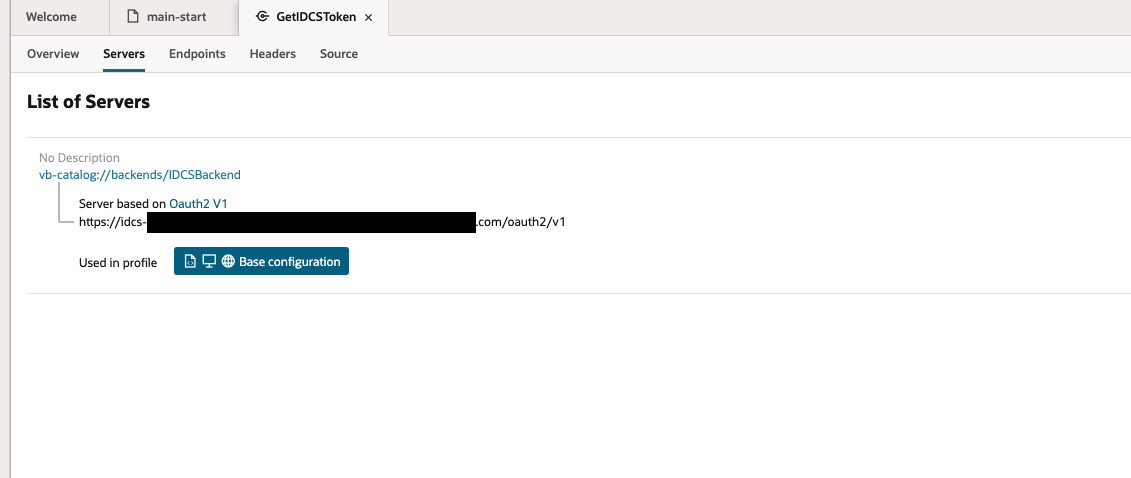 Welcome main-start GetIDCSToken ×
Overview Servers Endpoints Headers Source
List of Servers
No Description
vb-catalog://backends/IDCSBackend
Server based on Oauth2 V1
https://idcs- .com/oauth2/v1
Used in profile Base configuration